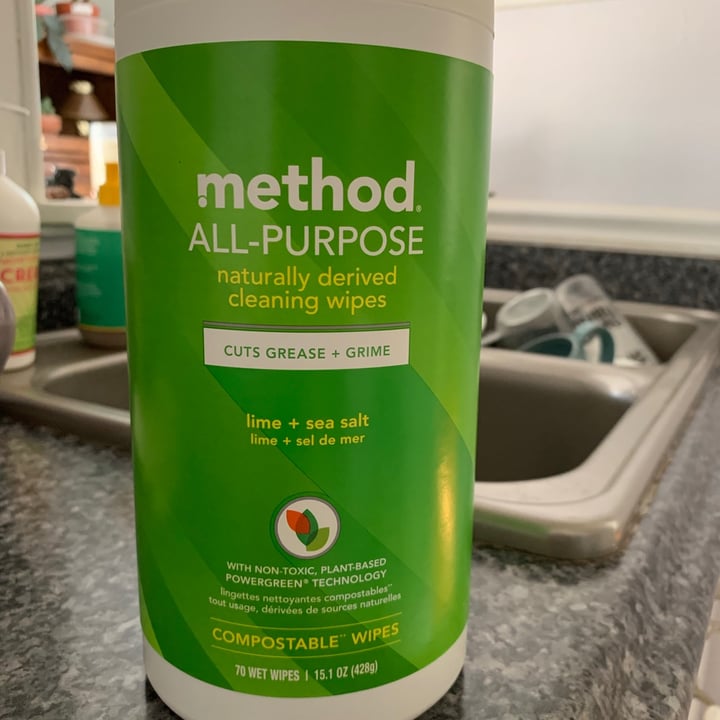 method®
ALL-PURPOSE
naturally derived
cleaning wipes
CUTS GREASE + GRIME
lime + sea salt
lime + sel de mer
WITH NON-TOXIC, PLANT-BASED
POWERGREEN® TECHNOLOGY
lingettes nettoyantes compostables**
tout usage, dérivées de sources naturelles
COMPOSTABLE** WIPES
70 WET WIPES | 15.1 OZ (428g)